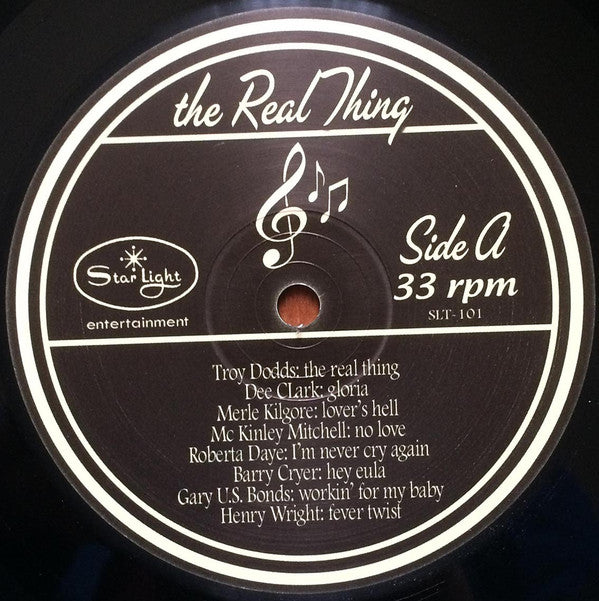 the Real Thing
Star Light
entertainment
Side A
33 rpm
SLT-101
Troy Dodds: the real thing
Dee CLark: gloria
Merle Kilgore: lover's hell
Mc Kinley Mitchell: no love
Roberta Daye: I'm never cry again
Barry Cryer: hey eula
Gary U.S. Bonds: workin' for my baby
Henry Wright: fever twist